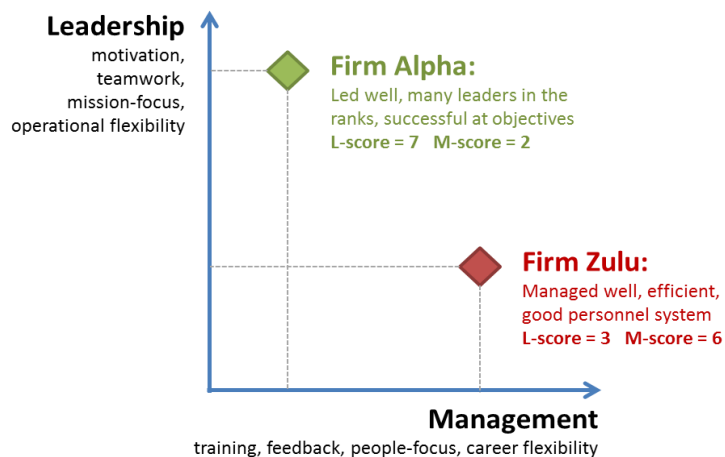 Leadership
motivation,
teamwork,
mission-focus,
operational flexibility
Firm Alpha:
Led well, many leaders in the
ranks, successful at objectives
L-score = 7   M-score = 2
Firm Zulu:
Managed well, efficient,
good personnel system
L-score = 3   M-score = 6
Management
training, feedback, people-focus, career flexibility